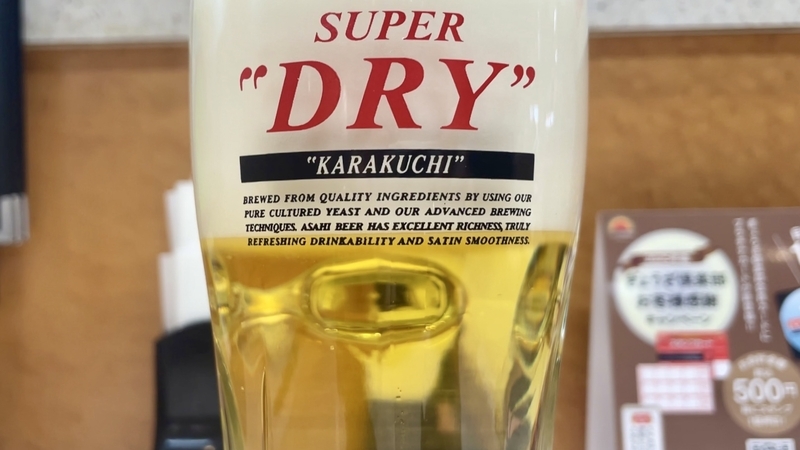 SUPER
"DRY"
"KARAKUCHI"
BREWED FROM QUALITY INGREDIENTS BY USING OUR
PURE CULTURED YEAST AND OUR ADVANCED BREWING
TECHNIQUES. ASAHI BEER HAS EXCELLENT RICHNESS, TRULY
REFRESHING DRINKABILITY AND SATIN SMOOTHNESS.
500円